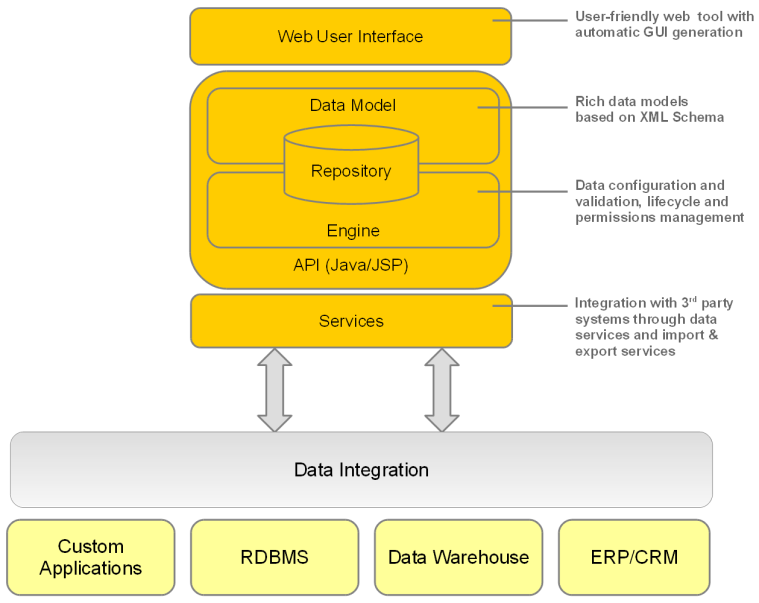 Web User Interface
User-friendly web tool with
automatic GUI generation
Data Model
Rich data models
based on XML Schema
Repository
Data configuration and
validation, lifecycle and
permissions management
Engine
API (Java/JSP)
Services
Integration with 3rd party
systems through data
services and import &
export services
Data Integration
Custom
Applications
RDBMS
Data Warehouse
ERP/CRM